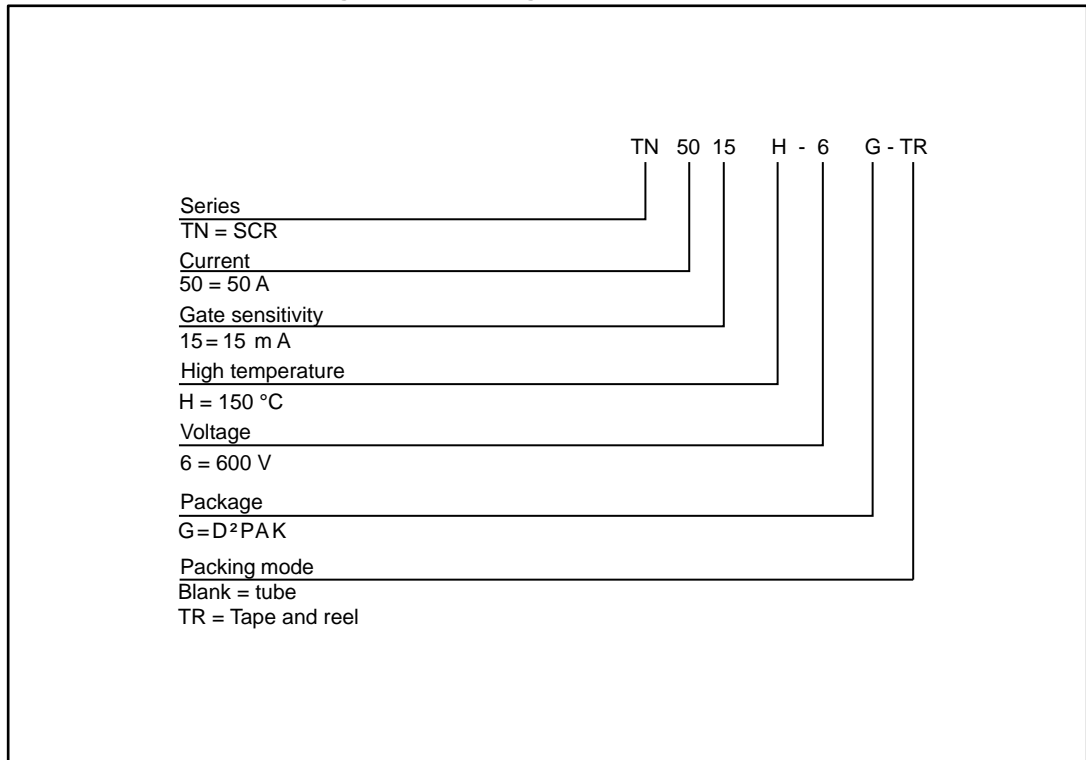 TN 50 15 H - 6 G - TR
Series
TN = SCR
Current
50 = 50 A
Gate sensitivity
15 = 15 m A
High temperature
H = 150 °C
Voltage
6 = 600 V
Package
G=D²PAK
Packing mode
Blank = tube
TR = Tape and reel